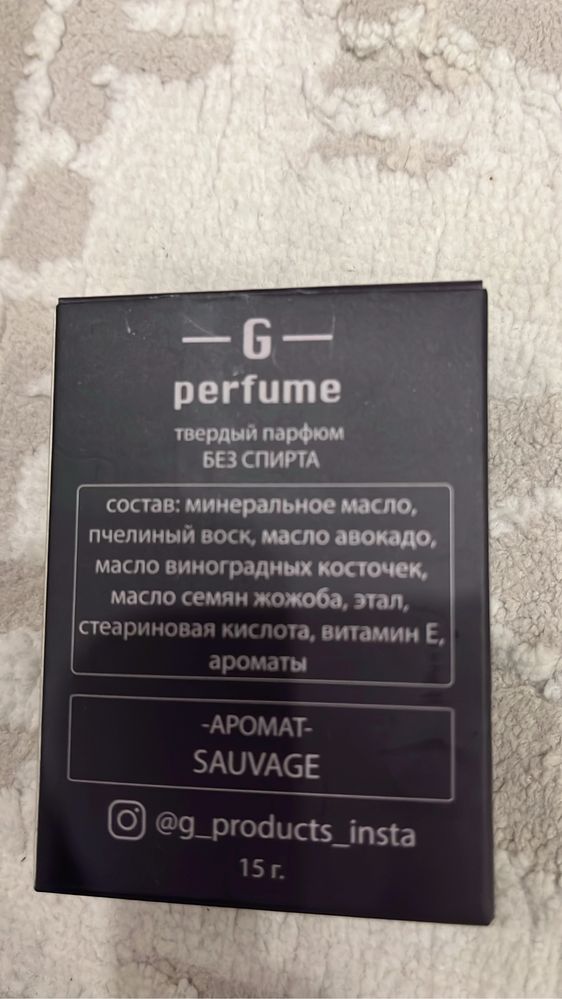 — G —
perfume
твердый парфюм
БЕЗ СПИРТА
состав: минеральное масло,
пчелиный воск, масло авокадо,
масло виноградных косточек,
масло семян жожоба, этал,
стеариновая кислота, витамин Е,
ароматы
-АРОМАТ-
SAUVAGE
@g_products_insta
15 г.